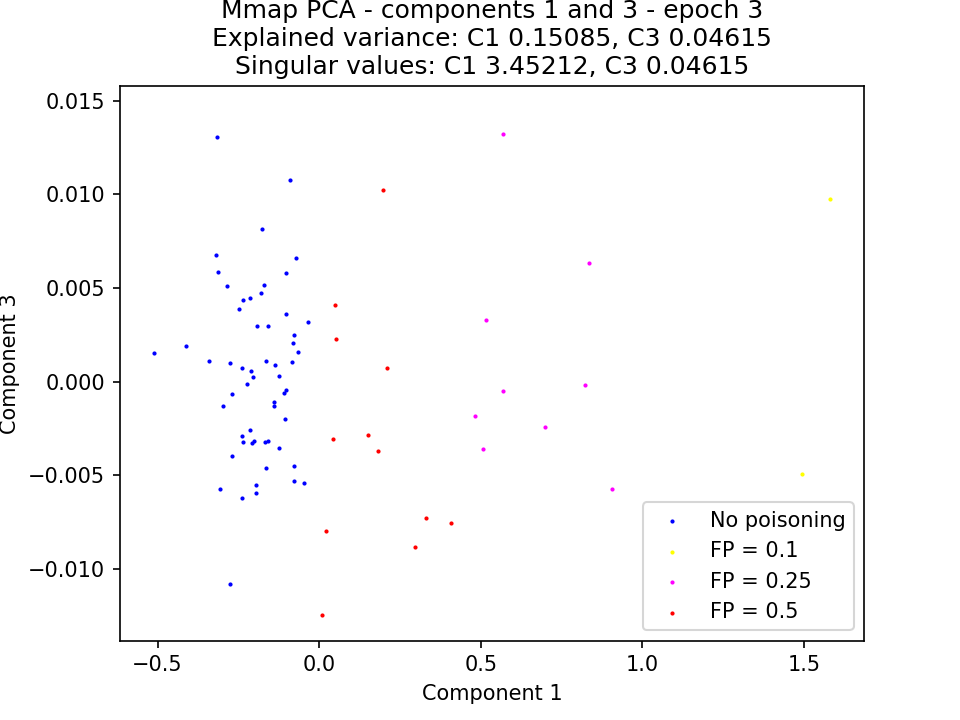 Mmap PCA - components 1 and 3 - epoch 3
Explained variance: C1 0.15085, C3 0.04615
Singular values: C1 3.45212, C3 0.04615
0.015
0.010
0.005
0.000
−0.005
−0.010
Component 3
No poisoning
FP = 0.1
FP = 0.25
FP = 0.5
−0.5
0.0
0.5
1.0
1.5
Component 1